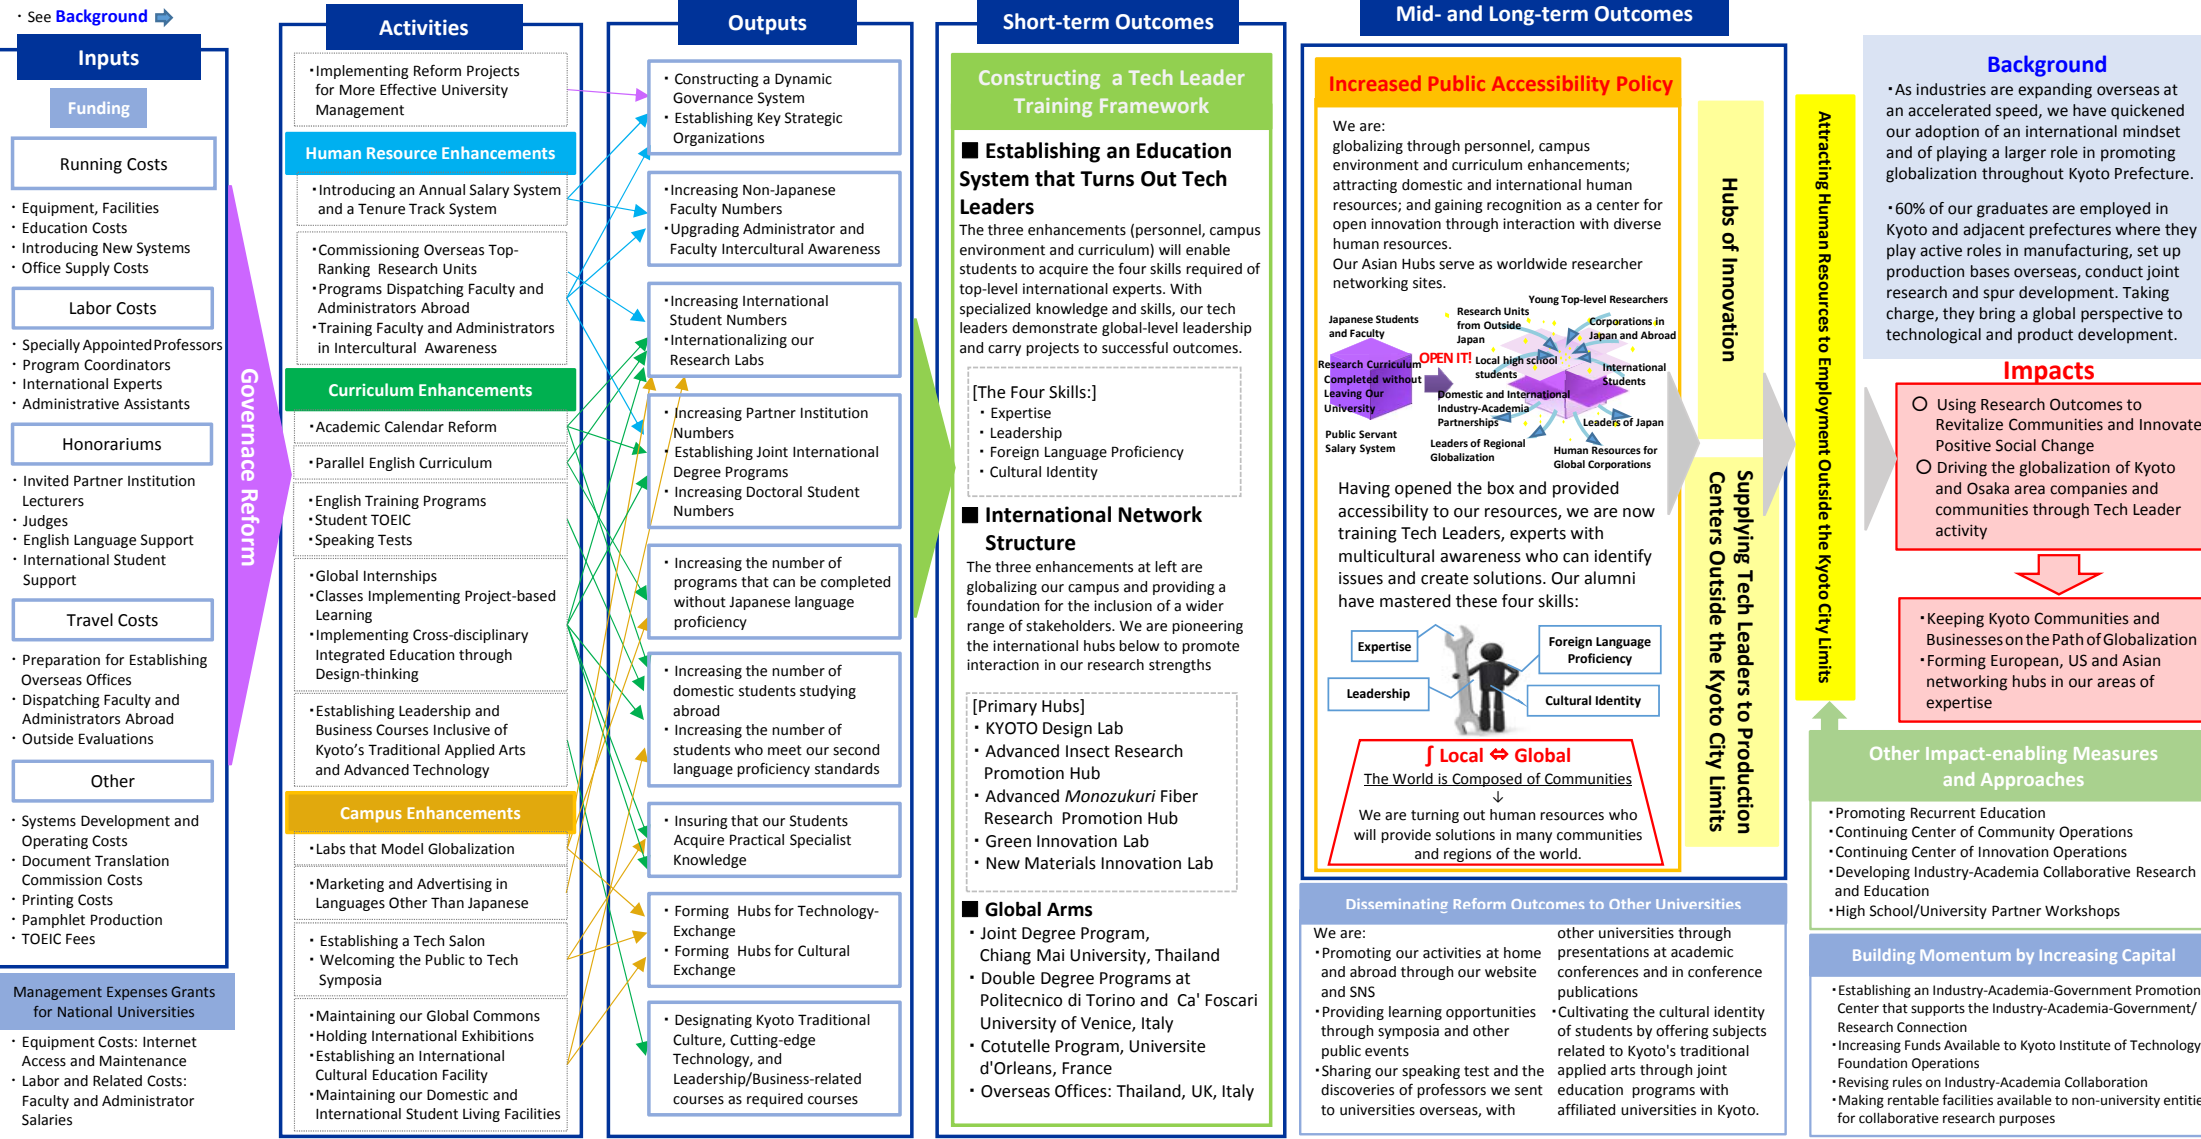 ・See Background
Inputs
Funding
Running Costs
・Equipment, Facilities
・Education Costs
・Introducing New Systems
・Office Supply Costs
Labor Costs
・Specially Appointed Professors
・Program Coordinators
・International Experts
・Administrative Assistants
Honorariums
・Invited Partner Institution
Lecturers
・Judges
・English Language Support
・International Student
Support
Travel Costs
・Preparation for Establishing
Overseas Offices
・Dispatching Faculty and
Administrators Abroad
・Outside Evaluations
Other
・Systems Development and
Operating Costs
・Document Translation
Commission Costs
・Printing Costs
・Pamphlet Production
・TOEIC Fees
Management Expenses Grants
for National Universities
・Equipment Costs: Internet
Access and Maintenance
・Labor and Related Costs:
Faculty and Administrator
Salaries
Governace Reform
Activities
・Implementing Reform Projects
for More Effective University
Management
Human Resource Enhancements
・Introducing an Annual Salary System
and a Tenure Track System
・Commissioning Overseas Top-
Ranking Research Units
・Programs Dispatching Faculty and
Administrators Abroad
・Training Faculty and Administrators
in Intercultural Awareness
Curriculum Enhancements
・Academic Calendar Reform
・Parallel English Curriculum
・English Training Programs
・Student TOEIC
・Speaking Tests
・Global Internships
・Classes Implementing Project-based
Learning
・Implementing Cross-disciplinary
Integrated Education through
Design-thinking
・Establishing Leadership and
Business Courses Inclusive of
Kyoto's Traditional Applied Arts
and Advanced Technology
Campus Enhancements
・Labs that Model Globalization
・Marketing and Advertising in
Languages Other Than Japanese
・Establishing a Tech Salon
・Welcoming the Public to Tech
Symposia
・Maintaining our Global Commons
・Holding International Exhibitions
・Establishing an International
Cultural Education Facility
・Maintaining our Domestic and
International Student Living Facilities
Outputs
・Constructing a Dynamic
Governance System
・Establishing Key Strategic
Organizations
・Increasing Non-Japanese
Faculty Numbers
・Upgrading Administrator and
Faculty Intercultural Awareness
・Increasing International
Student Numbers
・Internationalizing our
Research Labs
・Increasing Partner Institution
Numbers
・Establishing Joint International
Degree Programs
・Increasing Doctoral Student
Numbers
・Increasing the number of
programs that can be completed
without Japanese language
proficiency
・Increasing the number of
domestic students studying
abroad
・Increasing the number of
students who meet our second
language proficiency standards
・Insuring that our Students
Acquire Practical Specialist
Knowledge
・Forming Hubs for Technology-
Exchange
・Forming Hubs for Cultural
Exchange
・Designating Kyoto Traditional
Culture, Cutting-edge
Technology, and
Leadership/Business-related
courses as required courses
Short-term Outcomes
Constructing a Tech Leader
Training Framework
■ Establishing an Education
System that Turns Out Tech
Leaders
The three enhancements (personnel, campus
environment and curriculum) will enable
students to acquire the four skills required of
top-level international experts. With
specialized knowledge and skills, our tech
leaders demonstrate global-level leadership
and carry projects to successful outcomes.
[The Four Skills:]
・Expertise
・Leadership
・Foreign Language Proficiency
・Cultural Identity
■ International Network
Structure
The three enhancements at left are
globalizing our campus and providing a
foundation for the inclusion of a wider
range of stakeholders. We are pioneering
the international hubs below to promote
interaction in our research strengths
[Primary Hubs]
・KYOTO Design Lab
・Advanced Insect Research
Promotion Hub
・Advanced Monozukuri Fiber
Research Promotion Hub
・Green Innovation Lab
・New Materials Innovation Lab
■ Global Arms
・Joint Degree Program,
Chiang Mai University, Thailand
・Double Degree Programs at
Politecnico di Torino and Ca' Foscari
University of Venice, Italy
・Cotutelle Program, Universite
d'Orleans, France
・Overseas Offices: Thailand, UK, Italy
Mid- and Long-term Outcomes
Increased Public Accessibility Policy
We are:
globalizing through personnel, campus
environment and curriculum enhancements;
attracting domestic and international human
resources; and gaining recognition as a center for
open innovation through interaction with diverse
human resources.
Our Asian Hubs serve as worldwide researcher
networking sites.
Japanese Students
and Faculty
Research Curriculum
Completed without
Leaving Our
University
Public Servant
Salary System
OPEN IT!
Young Top-level Researchers
Research Units
from Outside
Japan
Corporations in
Japan and Abroad
Local high school
students
International
Students
Domestic and International
Industry-Academia
Partnerships
Leaders of Japan
Leaders of Regional
Globalization
Human Resources for
Global Corporations
Having opened the box and provided
accessibility to our resources, we are now
training Tech Leaders, experts with
multicultural awareness who can identify
issues and create solutions. Our alumni
have mastered these four skills:
Expertise
Foreign Language
Proficiency
Leadership
Cultural Identity
∫ Local ⇔ Global
The World is Composed of Communities
↓
We are turning out human resources who
will provide solutions in many communities
and regions of the world.
Hubs of Innovation
Supplying Tech Leaders to Production
Centers Outside the Kyoto City Limits
Disseminating Reform Outcomes to Other Universities
We are:
・Promoting our activities at home
and abroad through our website
and SNS
・Providing learning opportunities
through symposia and other
public events
・Sharing our speaking test and the
discoveries of professors we sent
to universities overseas, with
other universities through
presentations at academic
conferences and in conference
publications
・Cultivating the cultural identity
of students by offering subjects
related to Kyoto's traditional
applied arts through joint
education programs with
affiliated universities in Kyoto.
Attracting Human Resources to Employment Outside the Kyoto City Limits
Background
・As industries are expanding overseas at
an accelerated speed, we have quickened
our adoption of an international mindset
and of playing a larger role in promoting
globalization throughout Kyoto Prefecture.
・60% of our graduates are employed in
Kyoto and adjacent prefectures where they
play active roles in manufacturing, set up
production bases overseas, conduct joint
research and spur development. Taking
charge, they bring a global perspective to
technological and product development.
Impacts
○ Using Research Outcomes to
Revitalize Communities and Innovate
Positive Social Change
○ Driving the globalization of Kyoto
and Osaka area companies and
communities through Tech Leader
activity
・Keeping Kyoto Communities and
Businesses on the Path of Globalization
・Forming European, US and Asian
networking hubs in our areas of
expertise
Other Impact-enabling Measures
and Approaches
・Promoting Recurrent Education
・Continuing Center of Community Operations
・Continuing Center of Innovation Operations
・Developing Industry-Academia Collaborative Research
and Education
・High School/University Partner Workshops
Building Momentum by Increasing Capital
・Establishing an Industry-Academia-Government Promotion
Center that supports the Industry-Academia-Government/
Research Connection
・Increasing Funds Available to Kyoto Institute of Technology
Foundation Operations
・Revising rules on Industry-Academia Collaboration
・Making rentable facilities available to non-university entitie
for collaborative research purposes